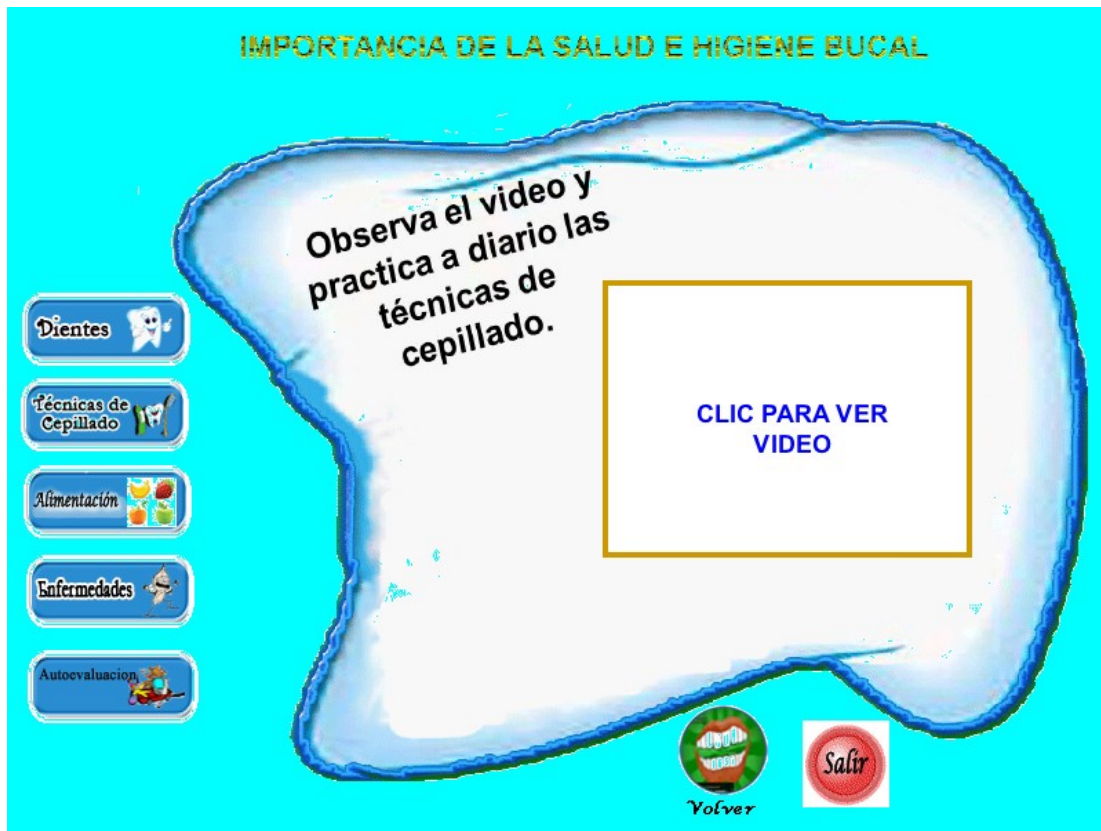 IMPORTANCIA DE LA SALUD E HIGIENE BUCAL
Observa el video y
practica a diario las
técnicas de
cepillado.
CLIC PARA VER
VIDEO
Dientes
Técnicas de
Cepillado
Alimentación
Enfermedades
Autoevaluacion
Volver
Salir